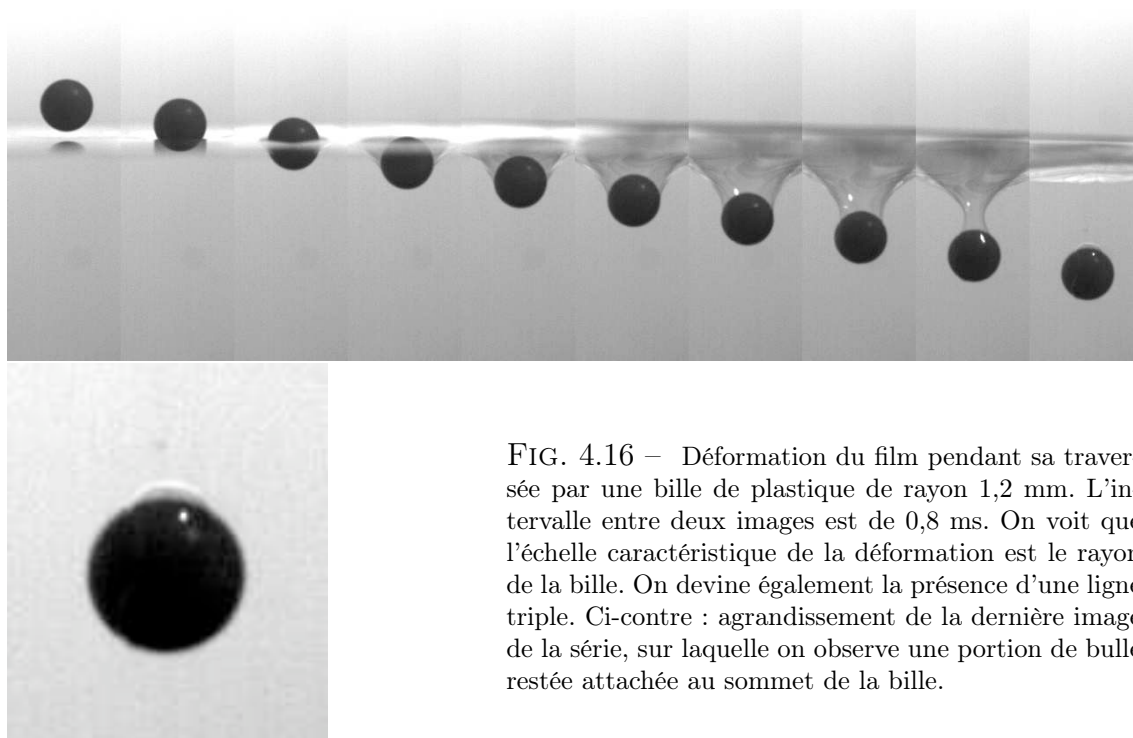 FIG. 4.16 – Déformation du film pendant sa traver
sée par une bille de plastique de rayon 1,2 mm. L'in
tervalle entre deux images est de 0,8 ms. On voit que
l'échelle caractéristique de la déformation est le rayon
de la bille. On devine également la présence d'une ligne
triple. Ci-contre : agrandissement de la dernière image
de la série, sur laquelle on observe une portion de bulle
restée attachée au sommet de la bille.